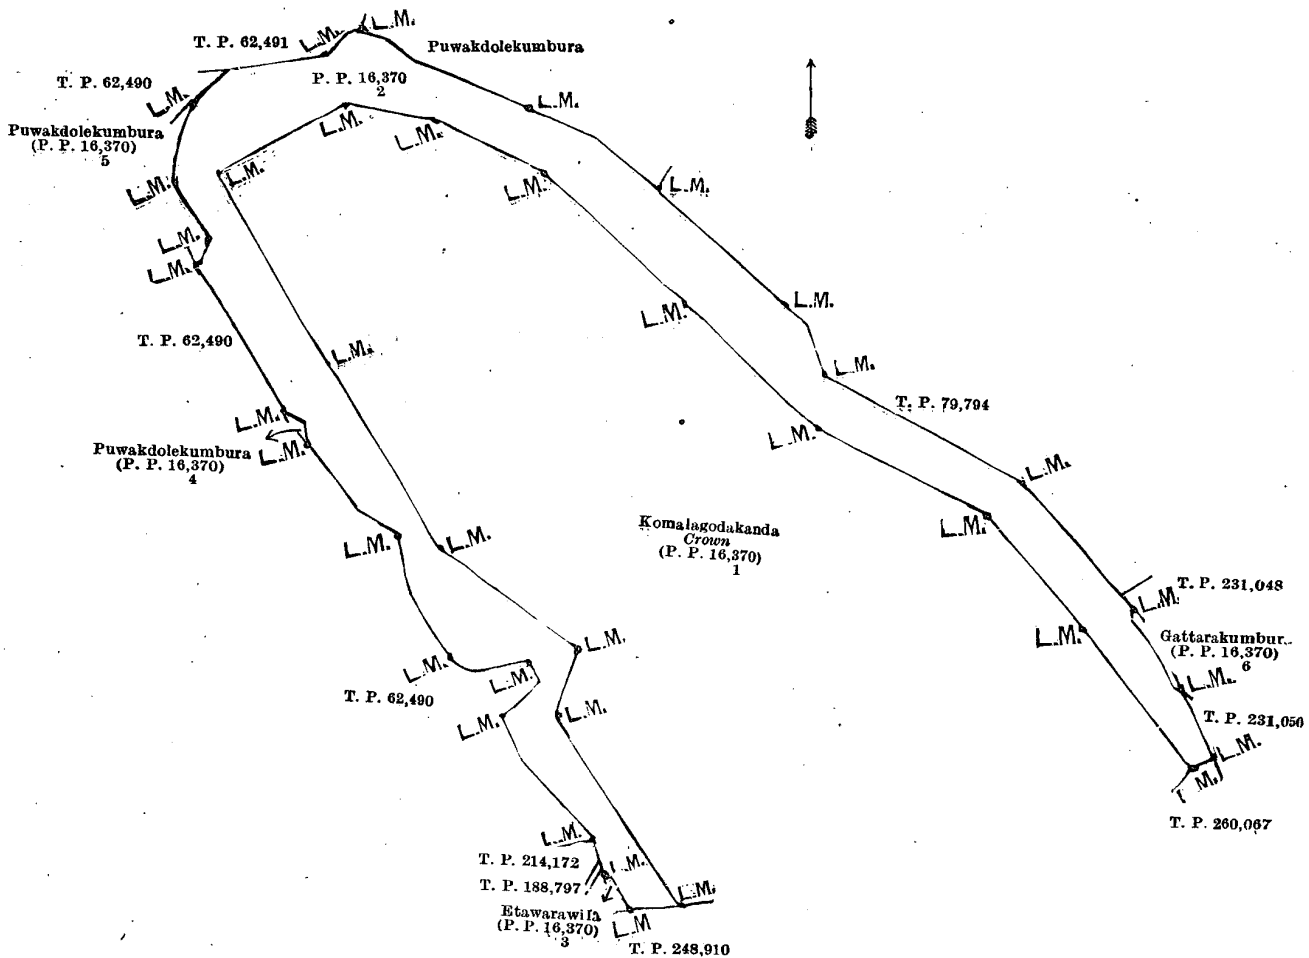 L.M.
L.M.
T. P. 62,491
Puwakdolekumbura
T. P. 62,490
P. P. 16,370
2
L.M.
L.M.
L.M.
L.M.
Puwakdolekumbura
(P. P. 16,370)
5
L.M.
L.M.
L.M.
L.M.
L.M.
L.M.
L.M.
L.M.
L.M.
T. P. 62,490
L.M.
L.M.
T. P. 79,794
L.M.
L.M.
Puwakdolekumbura
(P. P. 16,370)
4
L.M.
L.M.
L.M.
Komalagodakanda
Crown
(P. P. 16,370)
1
L.M.
L.M.
T. P. 231,048
L.M.
L.M.
Gattarakumbur..
(P. P. 16,370)
6
L.M.
L.M.
L.M.
L.M.
T. P. 62,490
L.M.
L.M.
T. P. 231,050
L.M.
L.M.
T. P. 260,067
L.M.
T. P. 214,172
L.M.
T. P. 188,797
L.M.
Etawarawila
(P. P. 16,370)
3
L.M
T. P. 248,910